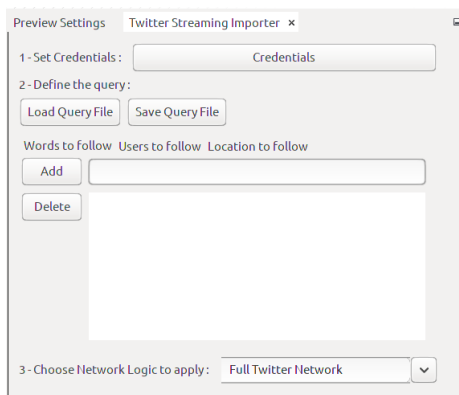 Preview Settings Twitter Streaming Importer ×
1 - Set Credentials : Credentials
2 - Define the query :
Load Query File Save Query File
Words to follow Users to follow Location to follow
Add
Delete
3 - Choose Network Logic to apply : Full Twitter Network